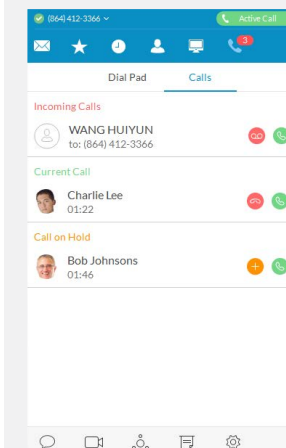 (864) 412-3366
Active Call
3
Dial Pad
Calls
Incoming Calls
WANG HUIYUN
to: (864) 412-3366
Current Call
Charlie Lee
01:22
Call on Hold
Bob Johnsons
01:46